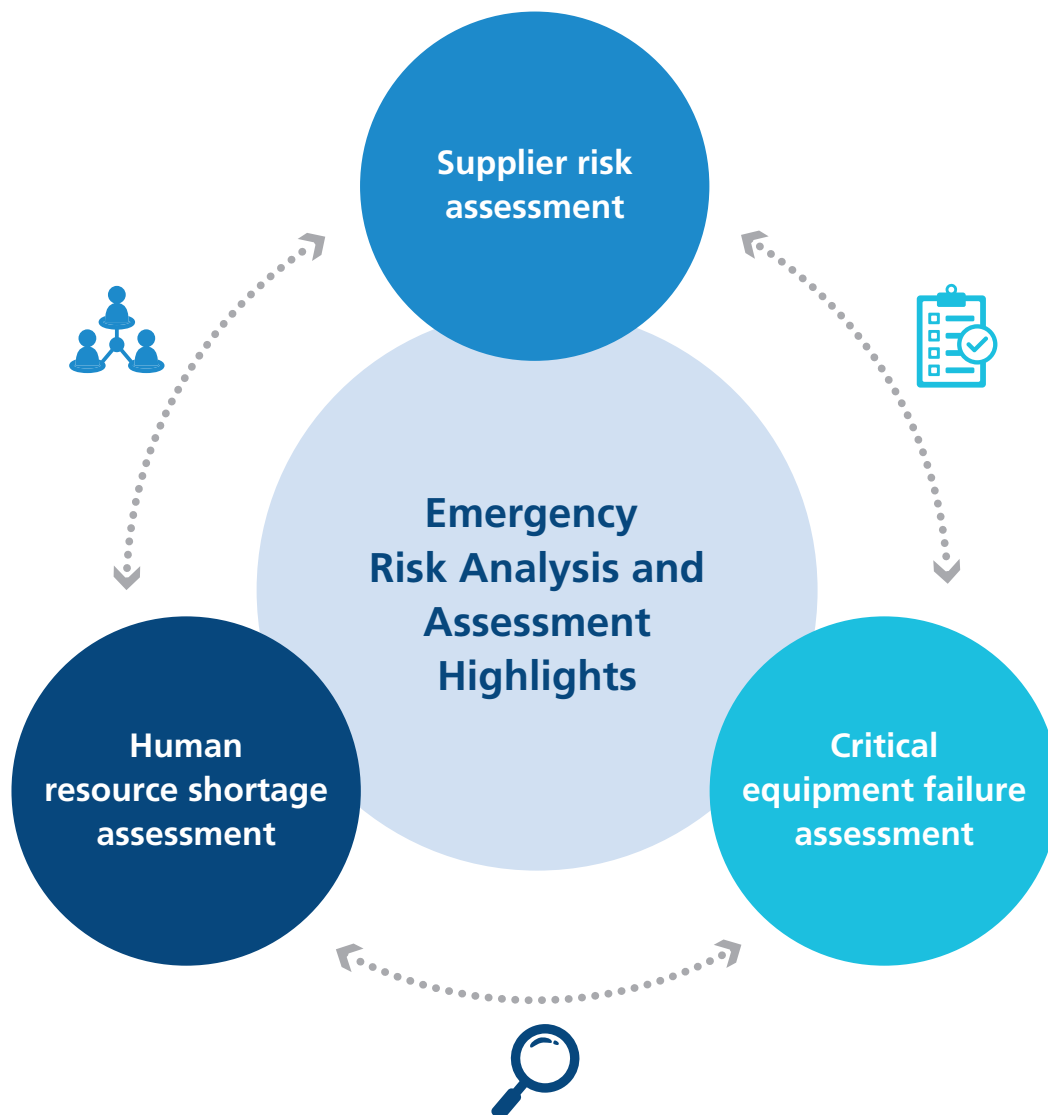 Supplier risk
assessment
Emergency
Risk Analysis and
Assessment
Highlights
Human
resource shortage
assessment
Critical
equipment failure
assessment